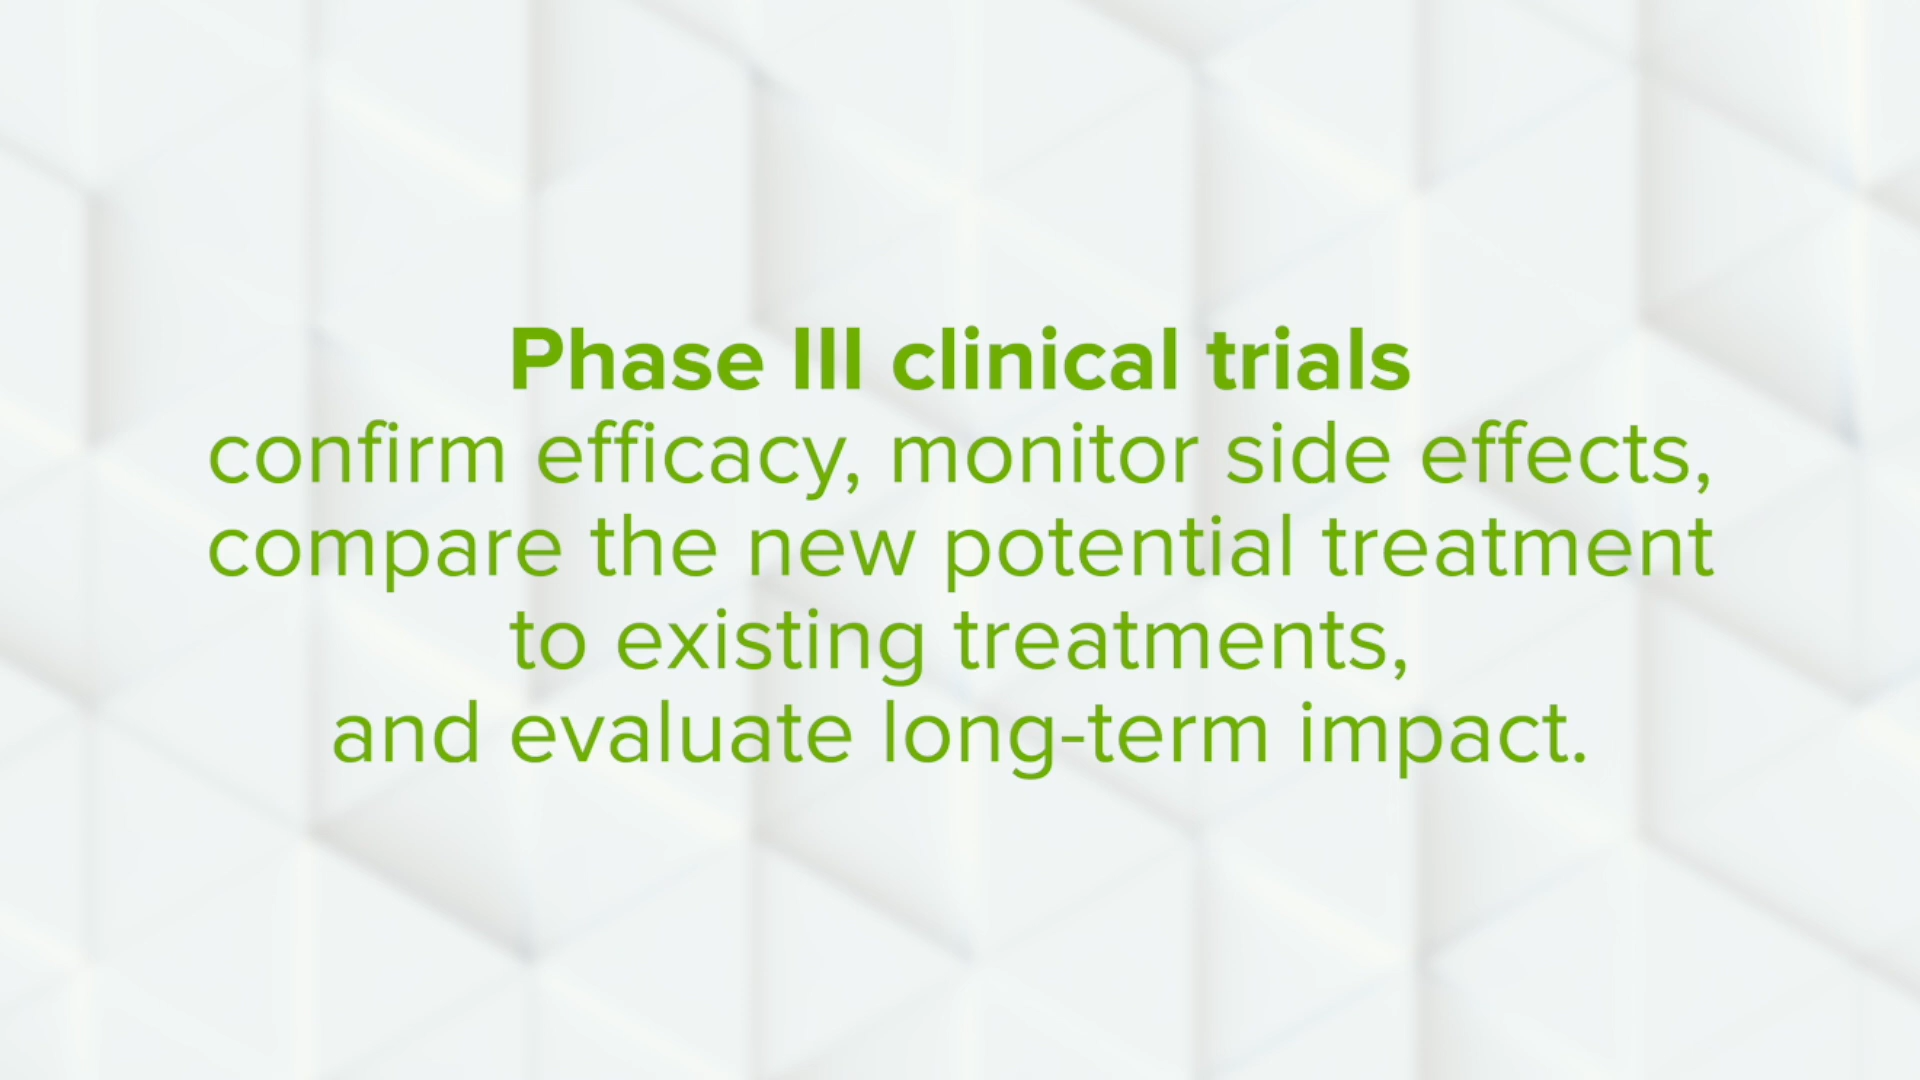 Phase III clinical trials
confirm efficacy, monitor side effects,
compare the new potential treatment
to existing treatments,
and evaluate long-term impact.